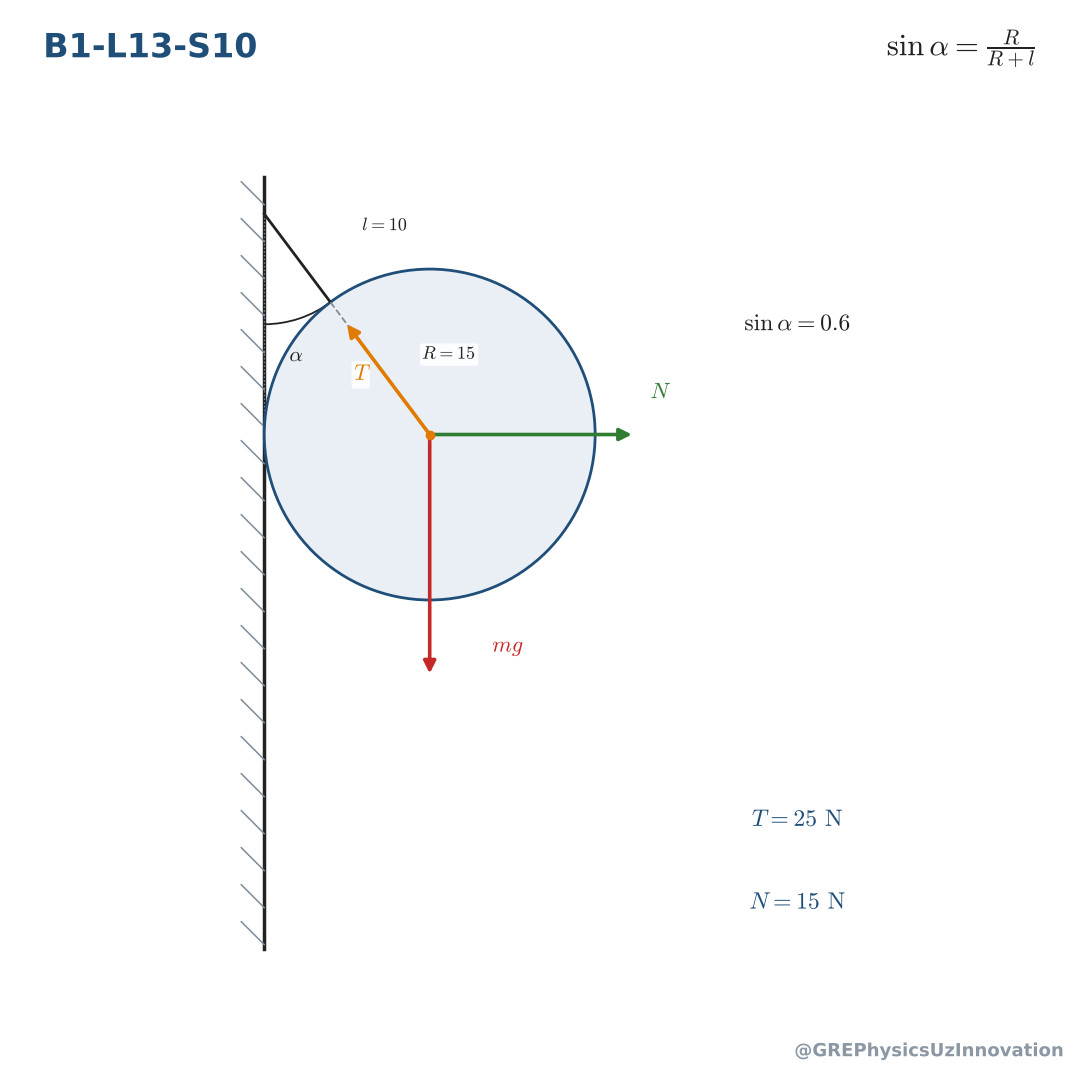 B1-L13-S10
sin α = R / (R + l)
l = 10
sin α = 0.6
α
R = 15
T
N
mg
T = 25 N
N = 15 N
@GREPhysicsUzInnovation